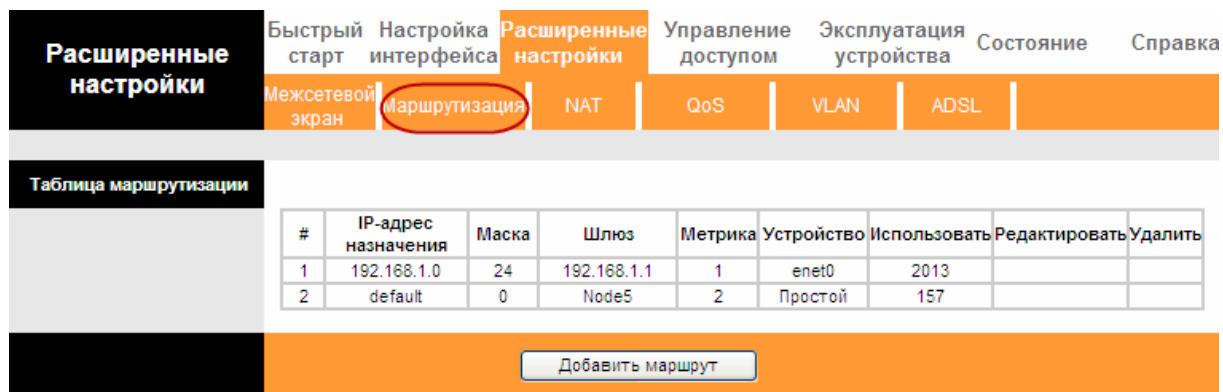 Расширенные настройки
Быстрый старт
Настройка интерфейса
Расширенные настройки
Управление доступом
Эксплуатация устройства
Состояние
Справка
Межсетевой экран
Маршрутизация
NAT
QoS
VLAN
ADSL
Таблица маршрутизации
# IP-адрес назначения Маска Шлюз Метрика Устройство Использовать Редактировать Удалить
1 192.168.1.0 24 192.168.1.1 1 enet0 2013
2 default 0 Node5 2 Простой 157
Добавить маршрут